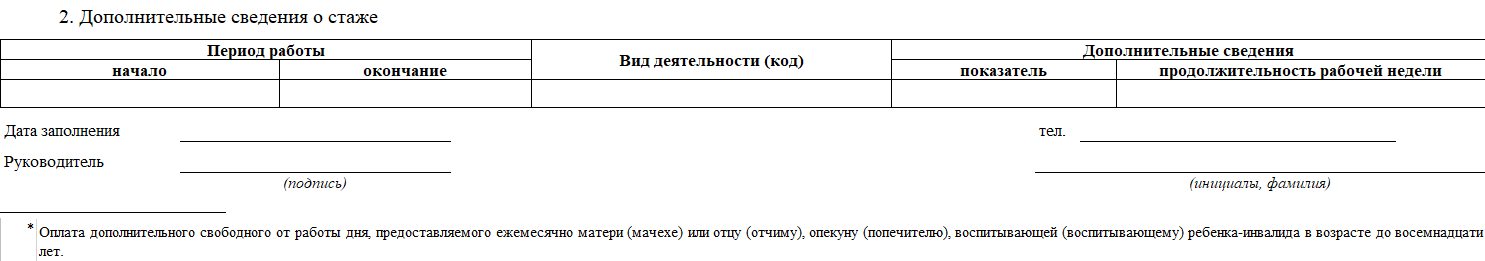 2. Дополнительные сведения о стаже
Период работы
Вид деятельности (код)
Дополнительные сведения
начало
окончание
показатель
продолжительность рабочей недели
Дата заполнения
тел.
Руководитель
(подпись)
(инициалы, фамилия)
* Оплата дополнительного свободного от работы дня, предоставляемого ежемесячно матери (мачехе) или отцу (отчиму), опекуну (попечителю), воспитывающей (воспитывающему) ребенка-инвалида в возрасте до восемнадцати
лет.